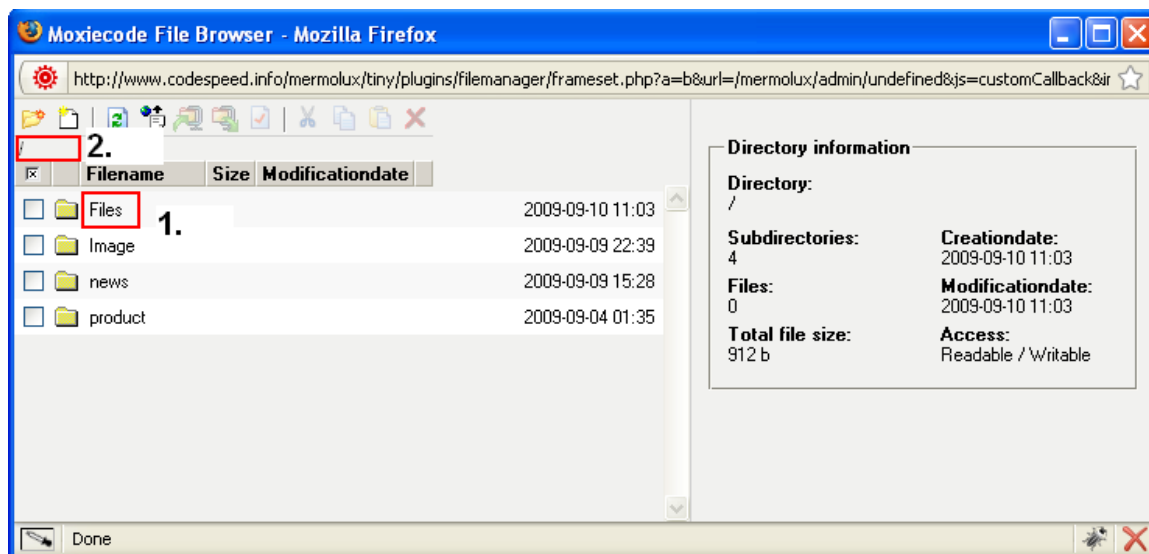 Moxiecode File Browser - Mozilla Firefox
http://www.codespeed.info/mermolux/tiny/plugins/filemanager/frameset.php?a=b&url=/mermolux/admin/undefined&js=customCallback&ir
/
2.
Filename Size Modificationdate
Files 2009-09-10 11:03
1.
Image 2009-09-09 22:39
news 2009-09-09 15:28
product 2009-09-04 01:35
Directory information
Directory:
/
Subdirectories: Creationdate:
4 2009-09-10 11:03
Files: Modificationdate:
0 2009-09-10 11:03
Total file size: Access:
912 b Readable / Writable
Done